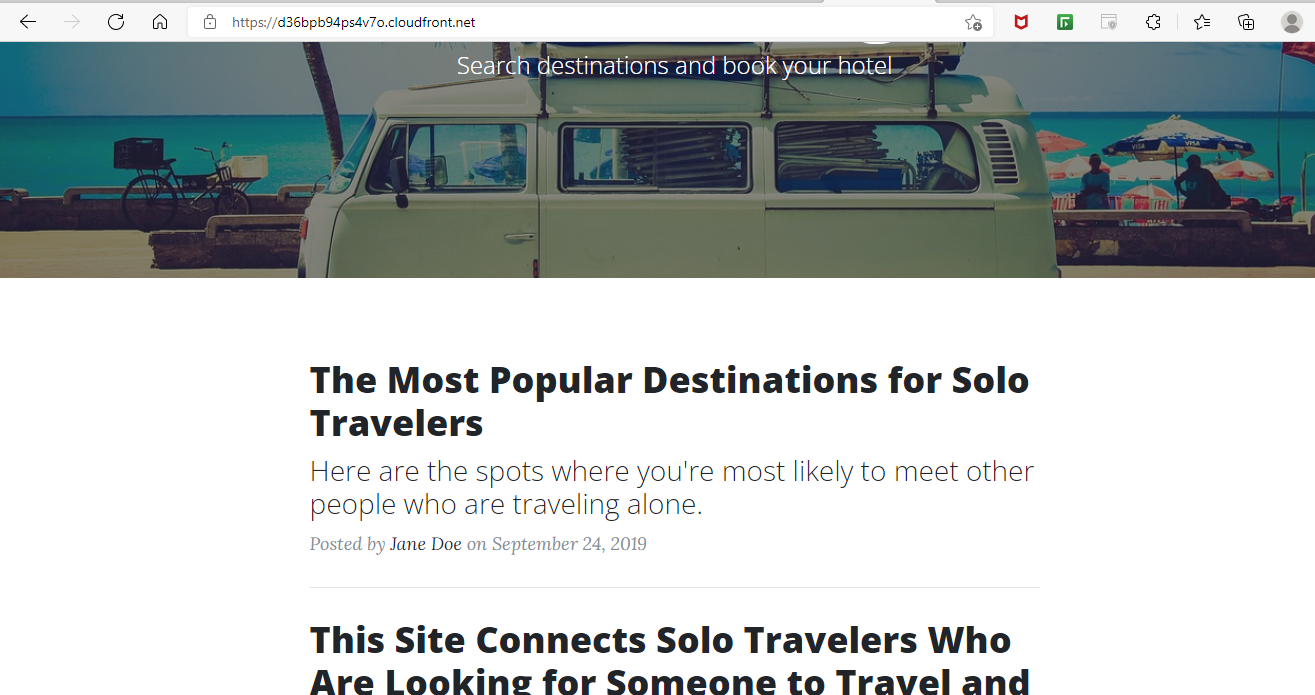 https://d36bpb94ps4v7o.cloudfront.net
Search destinations and book your hotel
VISA
VISA
The Most Popular Destinations for Solo
Travelers
Here are the spots where you're most likely to meet other
people who are traveling alone.
Posted by Jane Doe on September 24, 2019
This Site Connects Solo Travelers Who
Are Looking for Someone to Travel and